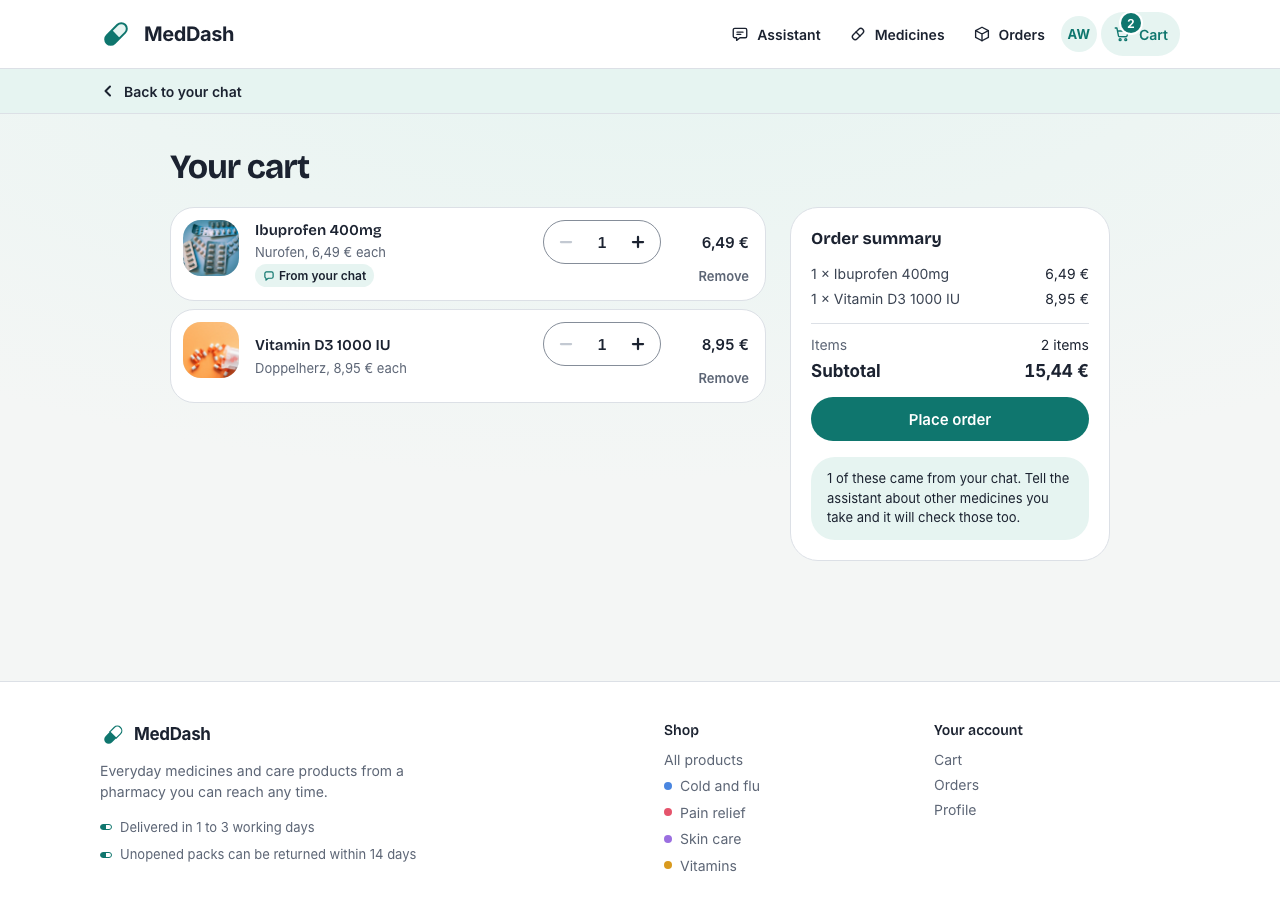 MedDash
Assistant
Medicines
Orders
AW
2
Cart
Back to your chat
Your cart
Ibuprofen 400mg
Nurofen, 6,49 € each
From your chat
1
6,49 €
Remove
Vitamin D3 1000 IU
Doppelherz, 8,95 € each
1
8,95 €
Remove
Order summary
1 × Ibuprofen 400mg 6,49 €
1 × Vitamin D3 1000 IU 8,95 €
Items 2 items
Subtotal 15,44 €
Place order
1 of these came from your chat. Tell the
assistant about other medicines you
take and it will check those too.
MedDash
Everyday medicines and care products from a
pharmacy you can reach any time.
Delivered in 1 to 3 working days
Unopened packs can be returned within 14 days
Shop
All products
Cold and flu
Pain relief
Skin care
Vitamins
Your account
Cart
Orders
Profile